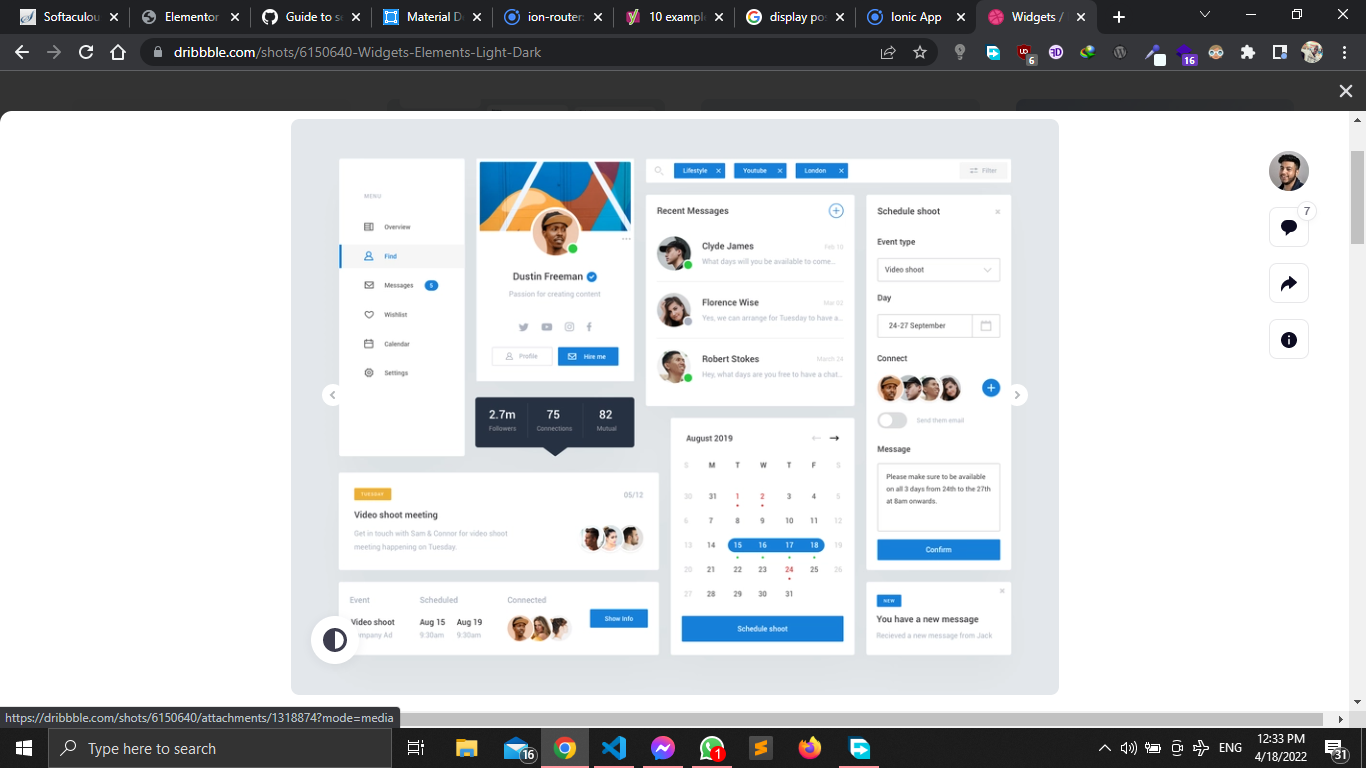 Softaculou
Elementor
Guide to se
Material De
ion-router
10 example
display pos
Ionic App
Widgets /
dribbble.com/shots/6150640-Widgets-Elements-Light-Dark
6
16
MENU
Overview
Find
Messages 5
Wishlist
Calendar
Settings
Dustin Freeman
Passion for creating content
Profile
Hire me
2.7m 75 82
Followers Connections Mutual
Lifestyle
Youtube
London
Filter
Recent Messages
Clyde James Feb 10
What days will you be available to come...
Florence Wise Mar 02
Yes, we can arrange for Tuesday to have a...
Robert Stokes March 24
Hey, what days are you free to have a chat...
Schedule shoot
Event type
Video shoot
Day
24-27 September
Connect
Send them email
Message
Please make sure to be available
on all 3 days from 24th to the 27th
at 8am onwards.
Confirm
TUESDAY 05/12
Video shoot meeting
Get in touch with Sam & Connor for video shoot
meeting happening on Tuesday.
Event Scheduled Connected
Video shoot Aug 15 Aug 19
ompany Ad 9:30am 9:30am
Show Info
August 2019
S M T W T F S
30 31 1 2 3 4 5
6 7 8 9 10 11 12
13 14 15 16 17 18 19
20 21 22 23 24 25 26
27 28 29 30 31
Schedule shoot
NEW
You have a new message
Recieved a new message from Jack
7
https://dribbble.com/shots/6150640/attachments/1318874?mode=media
Type here to search
16
1
ENG
12:33 PM
4/18/2022
31